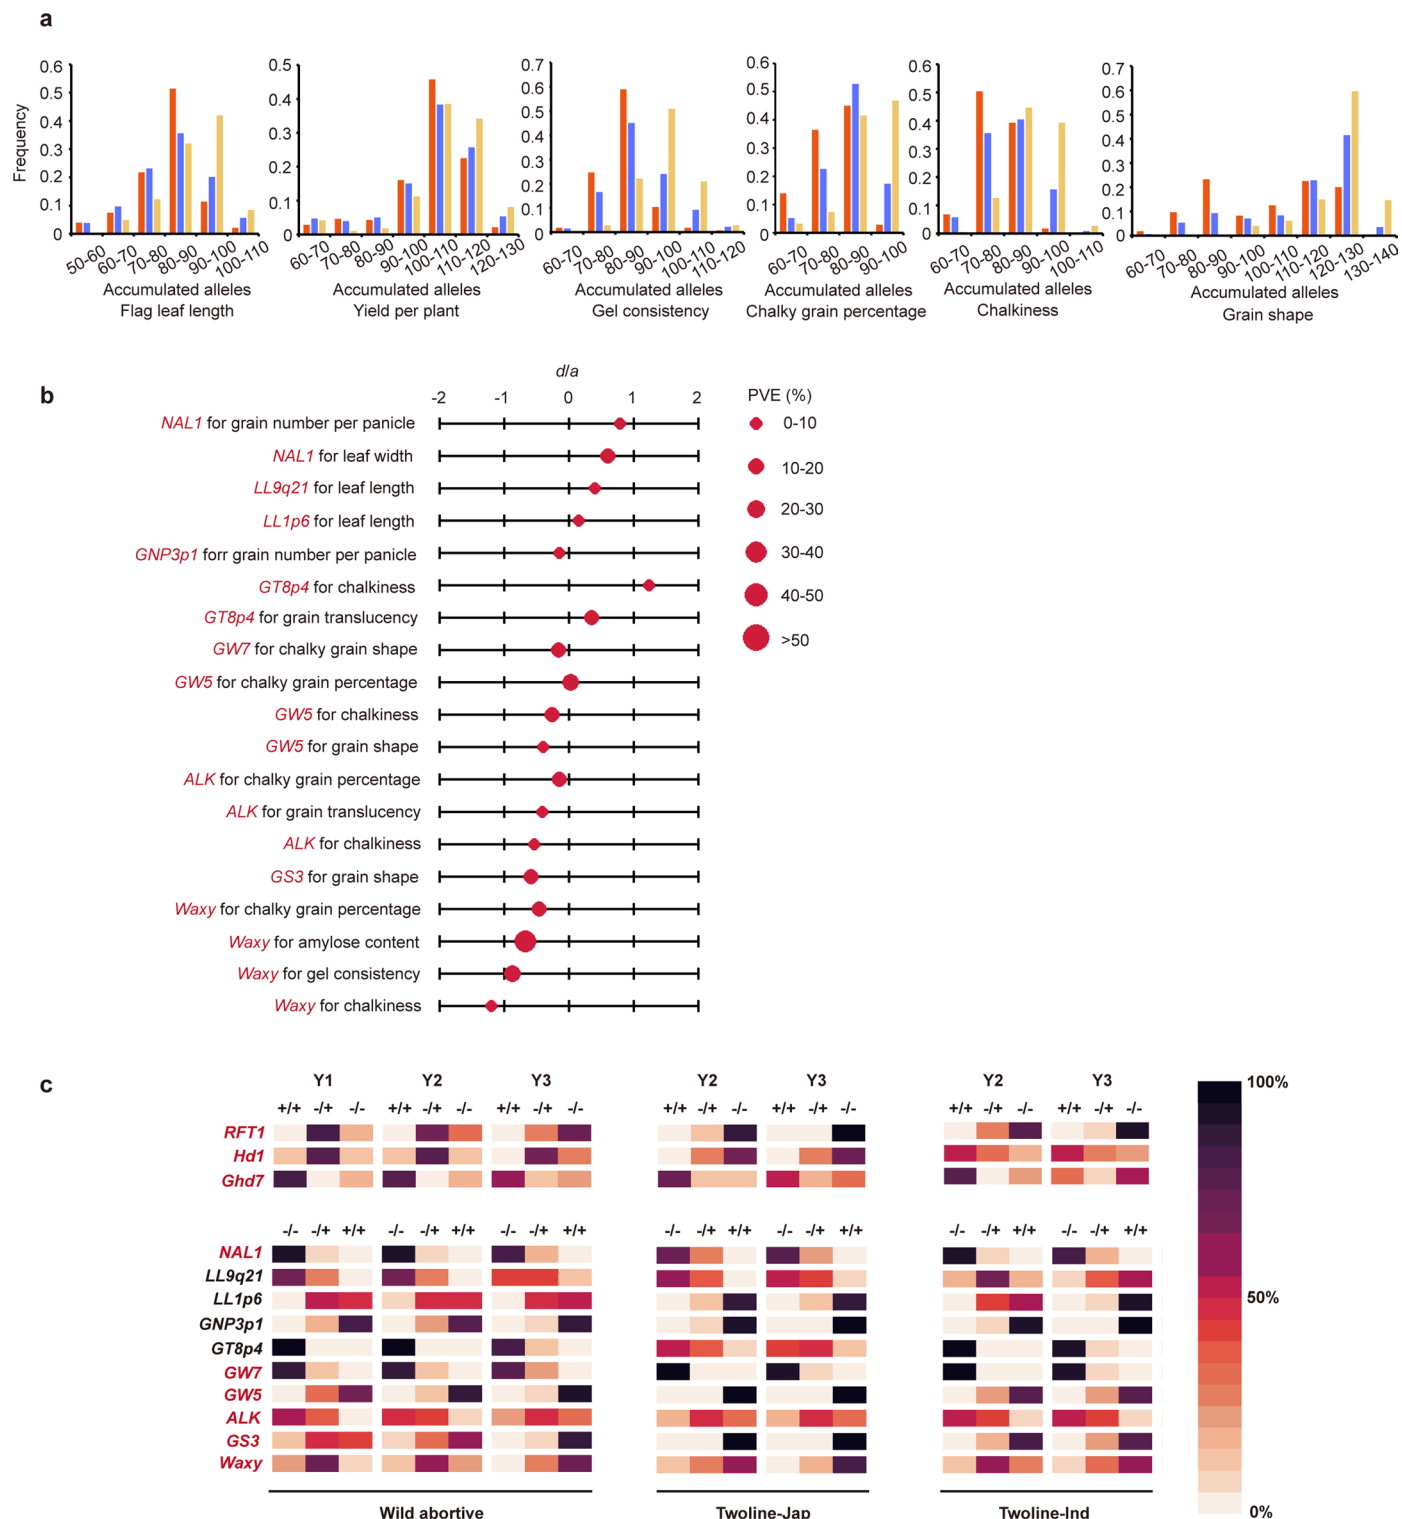 a
0.6 0.5 0.4 0.3 0.2 0.1 0
Frequency
50-60 60-70 70-80 80-90 90-100 100-110
Accumulated alleles
Flag leaf length
0.5 0.4 0.3 0.2 0.1 0
60-70 70-80 80-90 90-100 100-110 110-120 120-130
Accumulated alleles
Yield per plant
0.7 0.6 0.5 0.4 0.3 0.2 0.1 0
60-70 70-80 80-90 90-100 100-110 110-120
Accumulated alleles
Gel consistency
0.6 0.5 0.4 0.3 0.2 0.1 0
60-70 70-80 80-90 90-100
Accumulated alleles
Chalky grain percentage
0.6 0.5 0.4 0.3 0.2 0.1 0
60-70 70-80 80-90 90-100 100-110
Accumulated alleles
Chalkiness
0.7 0.6 0.5 0.4 0.3 0.2 0.1 0
60-70 70-80 80-90 90-100 100-110 110-120 120-130 130-140
Accumulated alleles
Grain shape
b
d/a
-2 -1 0 1 2
NAL1 for grain number per panicle
NAL1 for leaf width
LL9q21 for leaf length
LL1p6 for leaf length
GNP3p1 forr grain number per panicle
GT8p4 for chalkiness
GT8p4 for grain translucency
GW7 for chalky grain shape
GW5 for chalky grain percentage
GW5 for chalkiness
GW5 for grain shape
ALK for chalky grain percentage
ALK for grain translucency
ALK for chalkiness
GS3 for grain shape
Waxy for chalky grain percentage
Waxy for amylose content
Waxy for gel consistency
Waxy for chalkiness
PVE (%)
0-10
10-20
20-30
30-40
40-50
>50
c
Y1 Y2 Y3 Y2 Y3 Y2 Y3
+/+ -/+ -/- +/+ -/+ -/- +/+ -/+ -/- +/+ -/+ -/- +/+ -/+ -/- +/+ -/+ -/- +/+ -/+ -/-
RFT1
Hd1
Ghd7
-/- -/+ +/+ -/- -/+ +/+ -/- -/+ +/+ -/- -/+ +/+ -/- -/+ +/+ -/- -/+ +/+ -/- -/+ +/+
NAL1
LL9q21
LL1p6
GNP3p1
GT8p4
GW7
GW5
ALK
GS3
Waxy
Wild abortive Twoline-Jap Twoline-Ind
100%
50%
0%